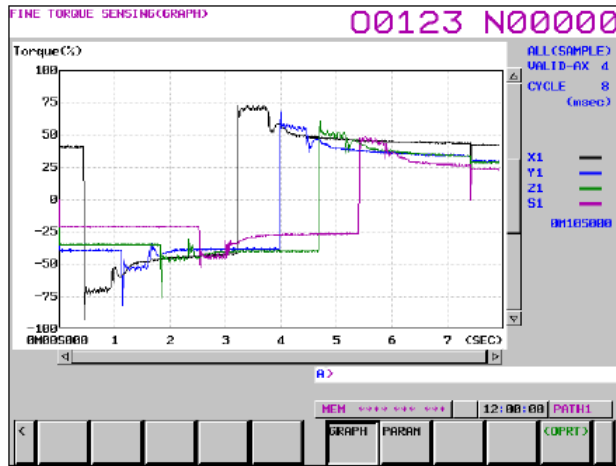 FINE TORQUE SENSING(GRAPH)
O0123 N00000
Torque(%)
ALL(SAMPLE)
VALID-AX 4
CYCLE 8
(msec)
100
75
50
25
0
-25
-50
-75
-100
X1
Y1
Z1
S1
0M10S000
0M00S000 1 2 3 4 5 6 7 (SEC)
A>
MEM **** *** *** 12:00:00 PATH1
< GRAPH PARAM (OPRT)